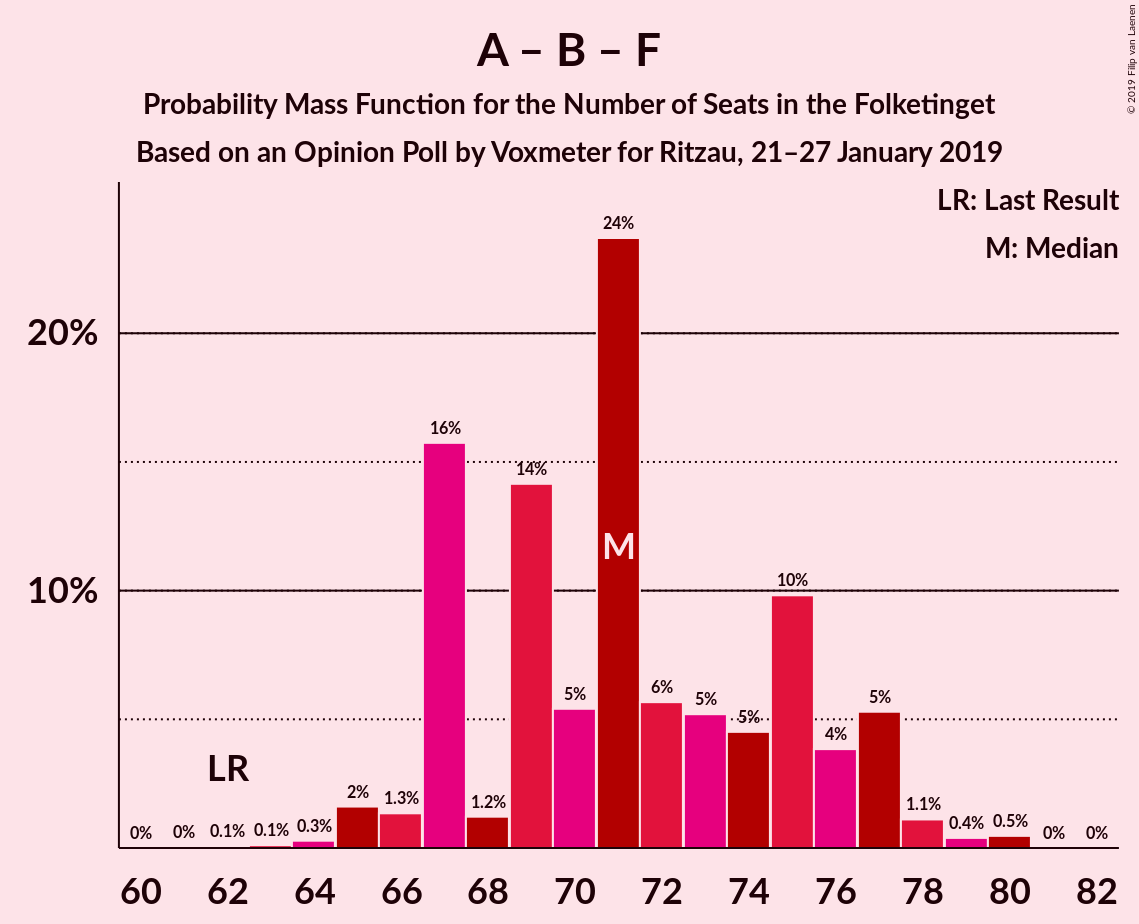 A – B – F
Probability Mass Function for the Number of Seats in the Folketinget
Based on an Opinion Poll by Voxmeter for Ritzau, 21–27 January 2019
© 2019 Filip van Laenen
LR: Last Result
M: Median
20%
10%
LR
M
0%
0%
0.1%
0.1%
0.3%
2%
1.3%
16%
1.2%
14%
5%
24%
6%
5%
5%
10%
4%
5%
1.1%
0.4%
0.5%
0%
0%
60 62 64 66 68 70 72 74 76 78 80 82